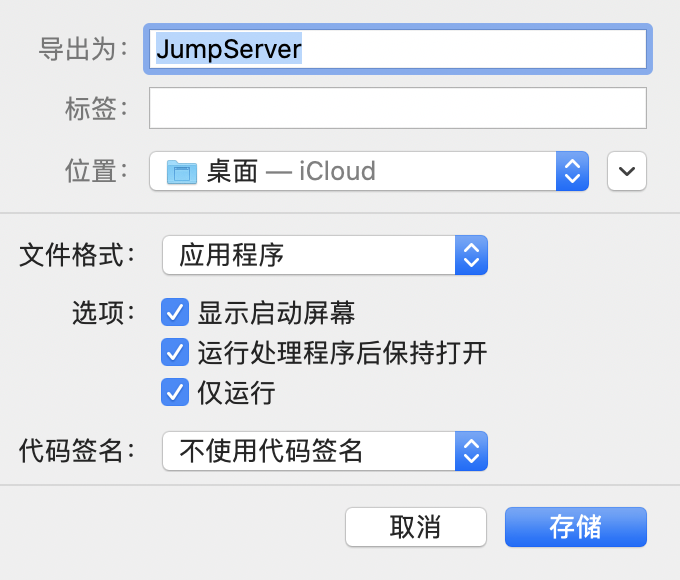 导出为：JumpServer
标签：
位置：桌面 — iCloud
文件格式：应用程序
选项：显示启动屏幕
运行处理程序后保持打开
仅运行
代码签名：不使用代码签名
取消 存储